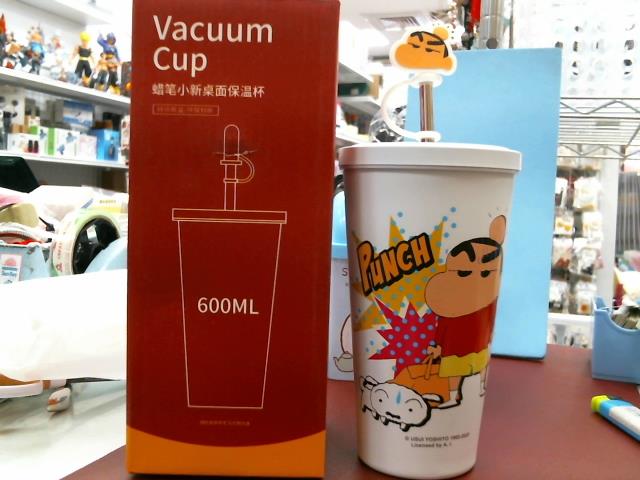 Vacuum
Cup
蜡笔小新桌面保温杯
600ML
PUNCH
© USUI YOSHITO
Licensed by A. I.